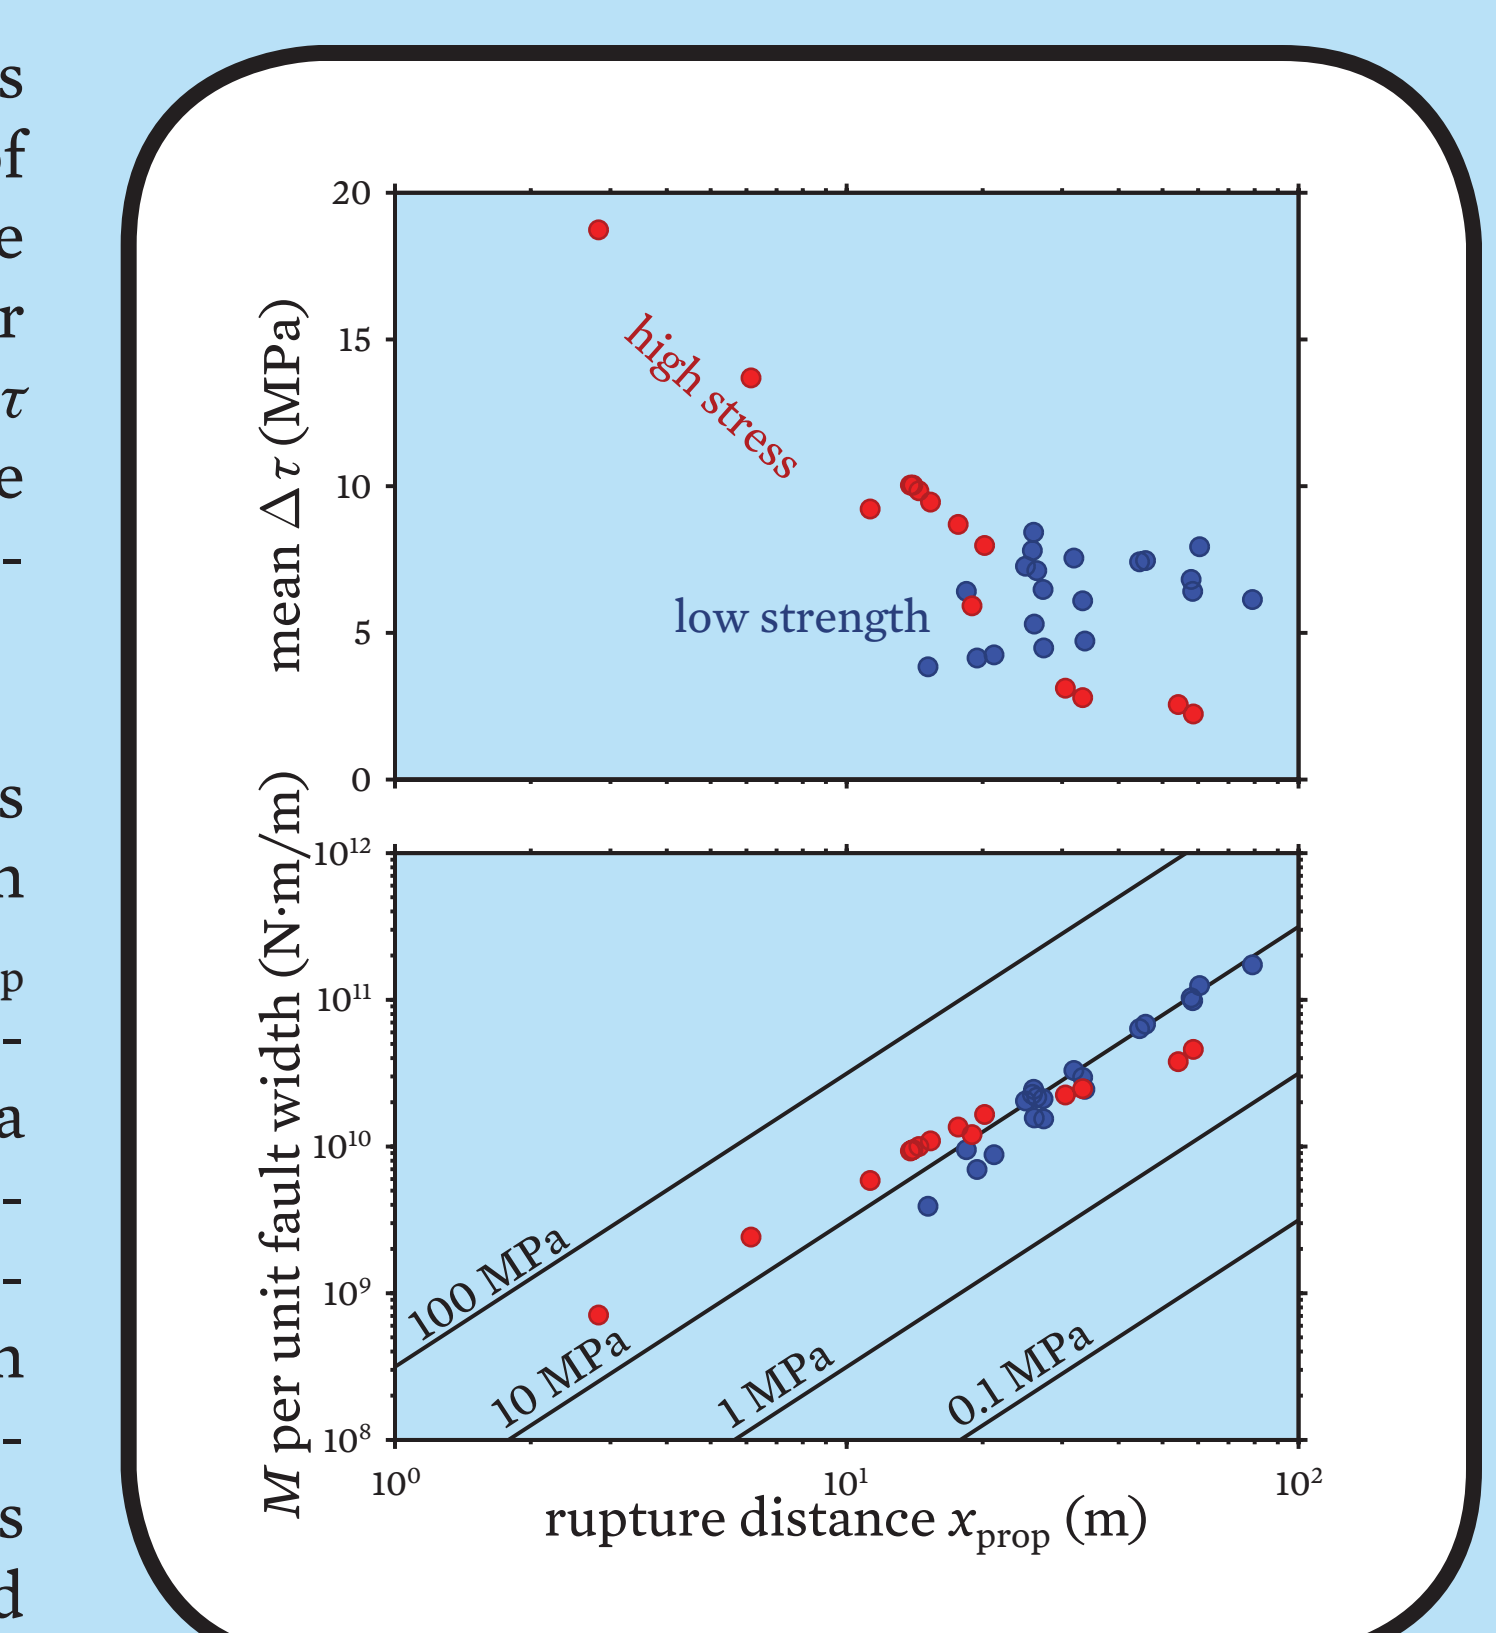 s
of
e
r
τ
e
-
s
n
p
-
a
-
-
n
-
s
d
20
15
10
5
0
mean Δτ (MPa)
high stress
low strength
10¹²
10¹¹
10¹⁰
10⁹
10⁸
M per unit fault width (N·m/m)
100 MPa
10 MPa
1 MPa
0.1 MPa
10⁰ 10¹ 10²
rupture distance xprop (m)